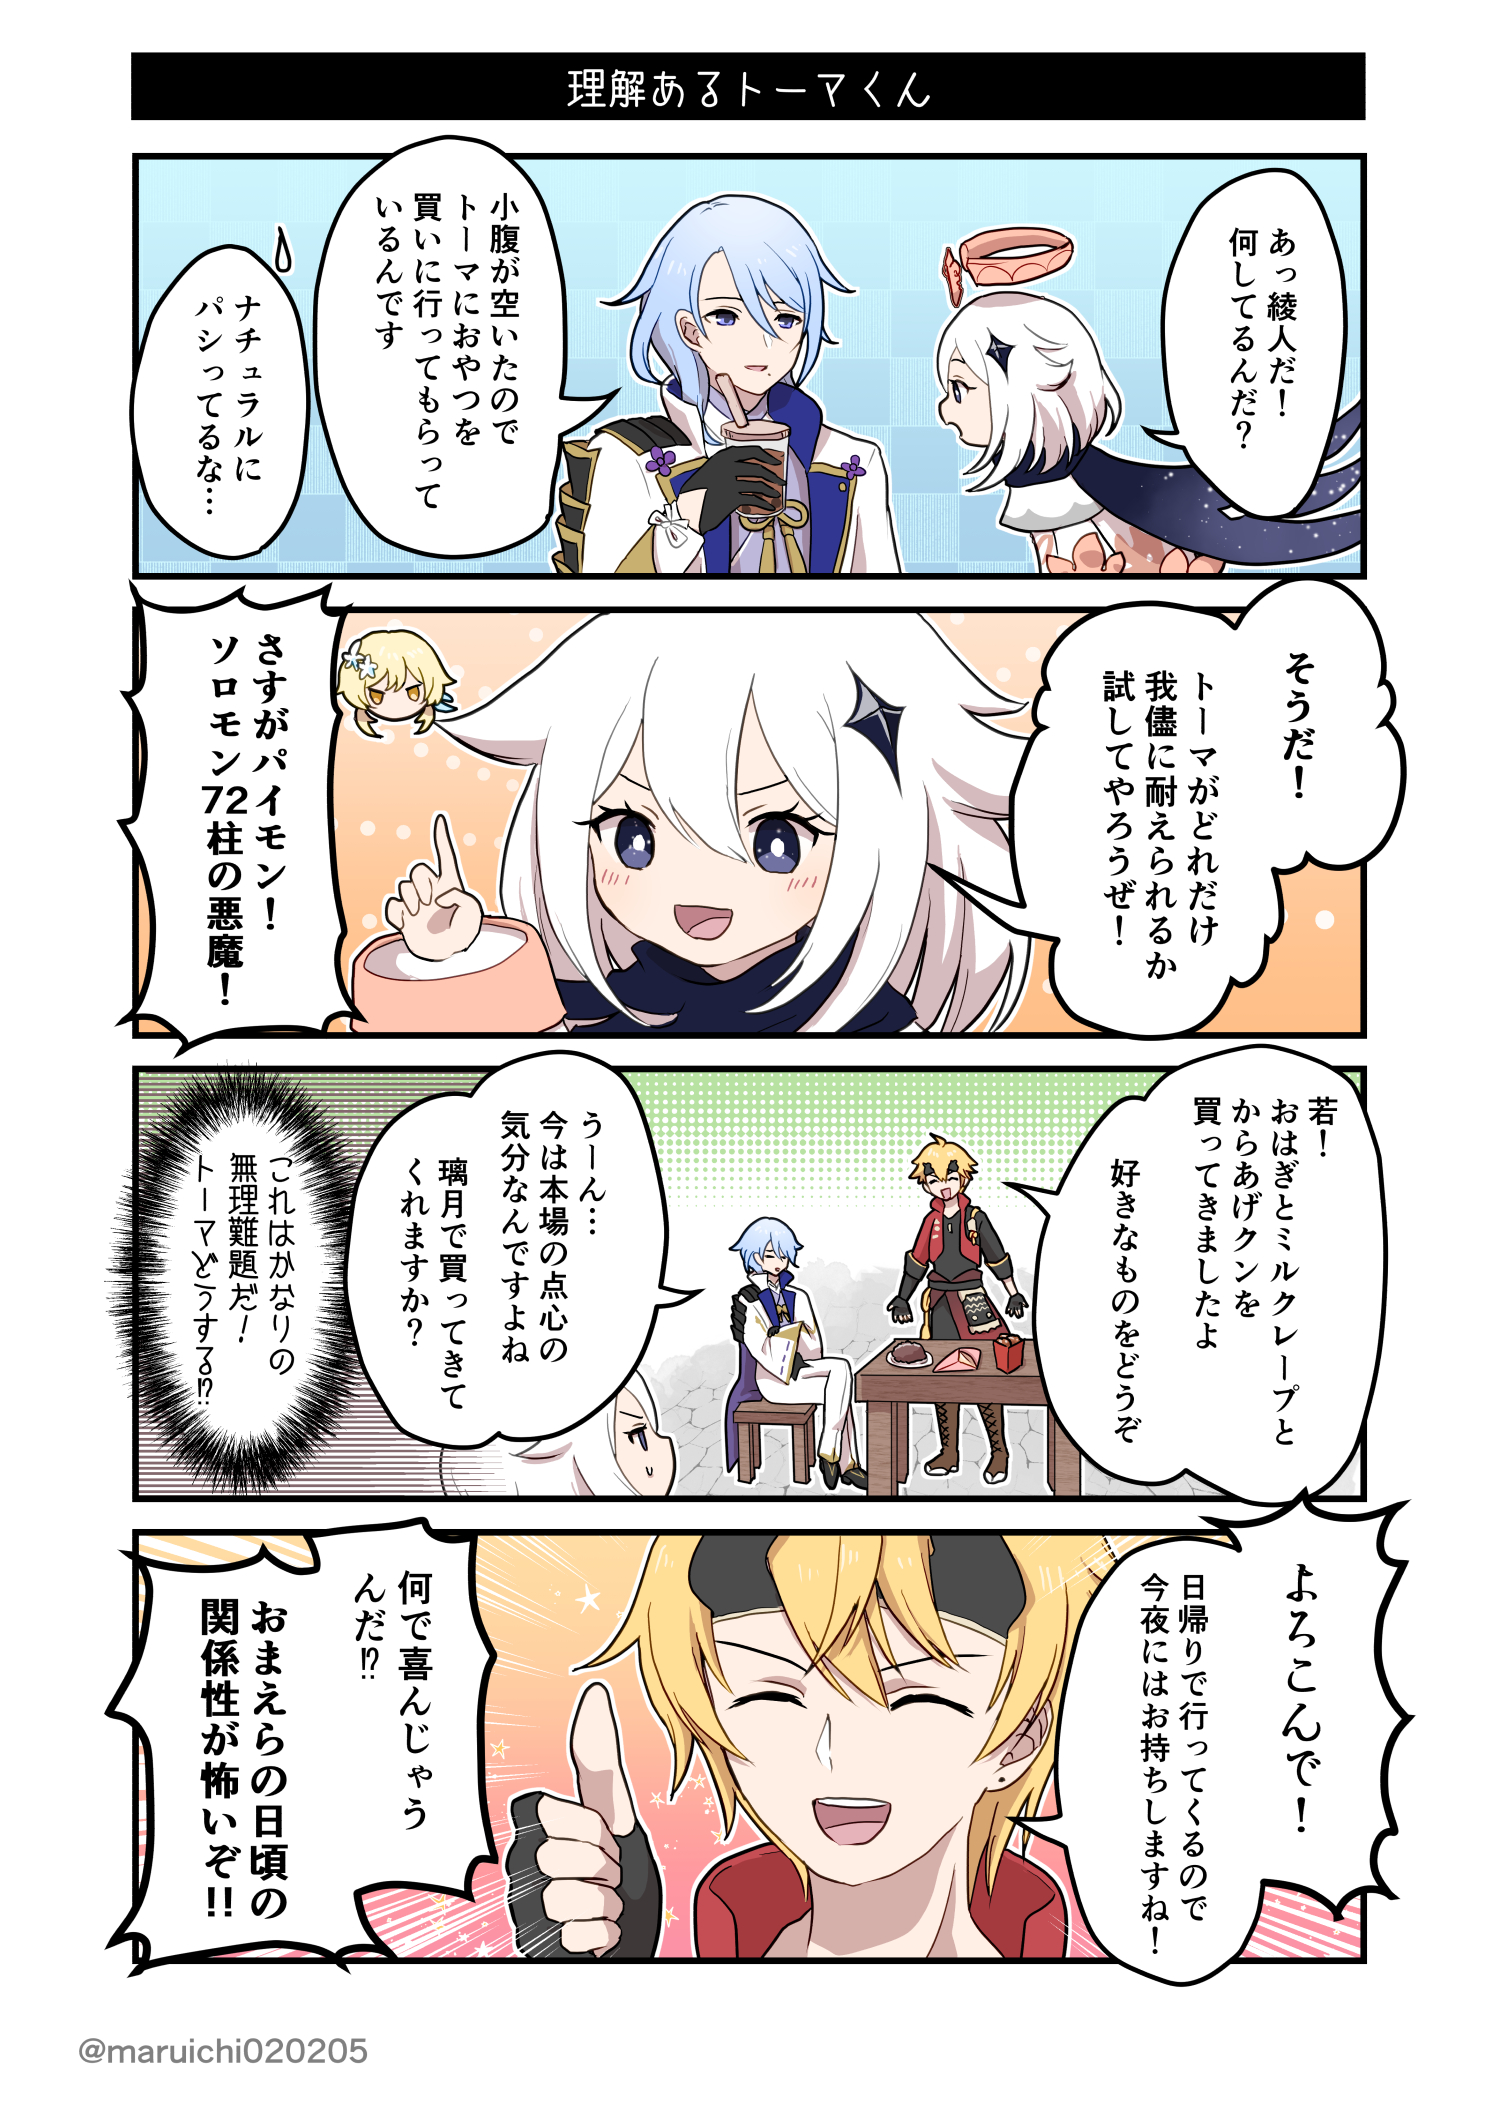 理解あるトーマくん
あっ綾人だ！
何してるんだ？
小腹が空いたので
トーマにおやつを
買いに行ってもらって
いるんです
ナチュラルに
パシってるな…
そうだ！
トーマがどれだけ
我儘に耐えられるか
試してやろうぜ！
さすがパイモン！
ソロモン72柱の悪魔！
若！
おはぎとミルクレープと
からあげクンを
買ってきましたよ
好きなものをどうぞ
うーん…
今は本場の点心の
気分なんですよね
璃月で買ってきて
くれますか？
これはかなりの
無理難題だ！
トーマどうする⁉
よろこんで！
日帰りで行ってくるので
今夜にはお持ちしますね！
何で喜んじゃう
んだ⁉
おまえらの日頃の
関係性が怖いぞ‼
@maruichi020205